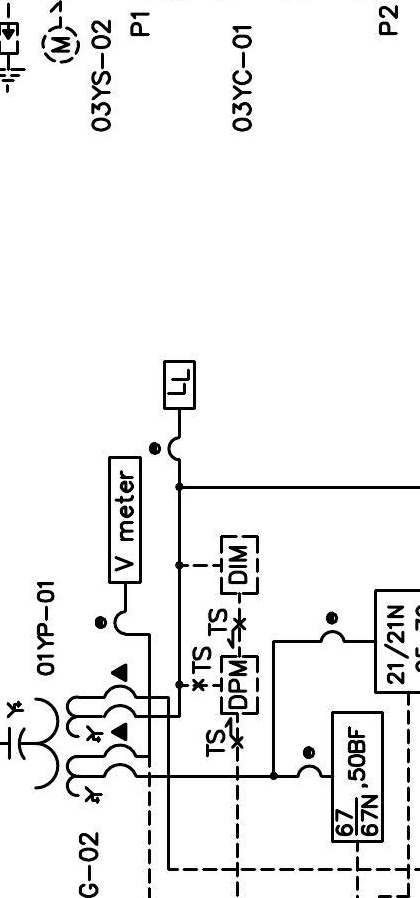 M
03YS-02
P1
03YC-01
P2
LL
V meter
01YP-01
DIM
TS
TS
DPM
TS
21/21N
67
67N
,50BF
G-02